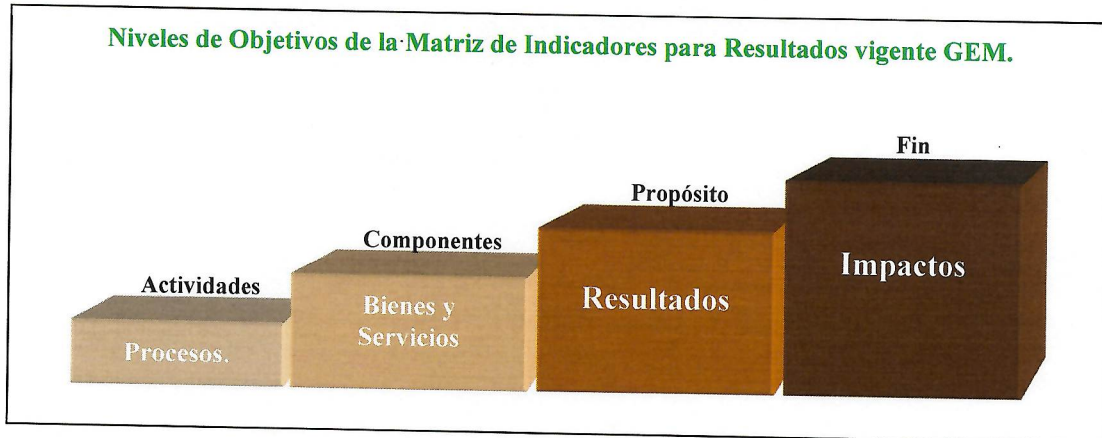 Niveles de Objetivos de la Matriz de Indicadores para Resultados vigente GEM.
Actividades
Procesos.
Componentes
Bienes y
Servicios
Propósito
Resultados
Fin
Impactos